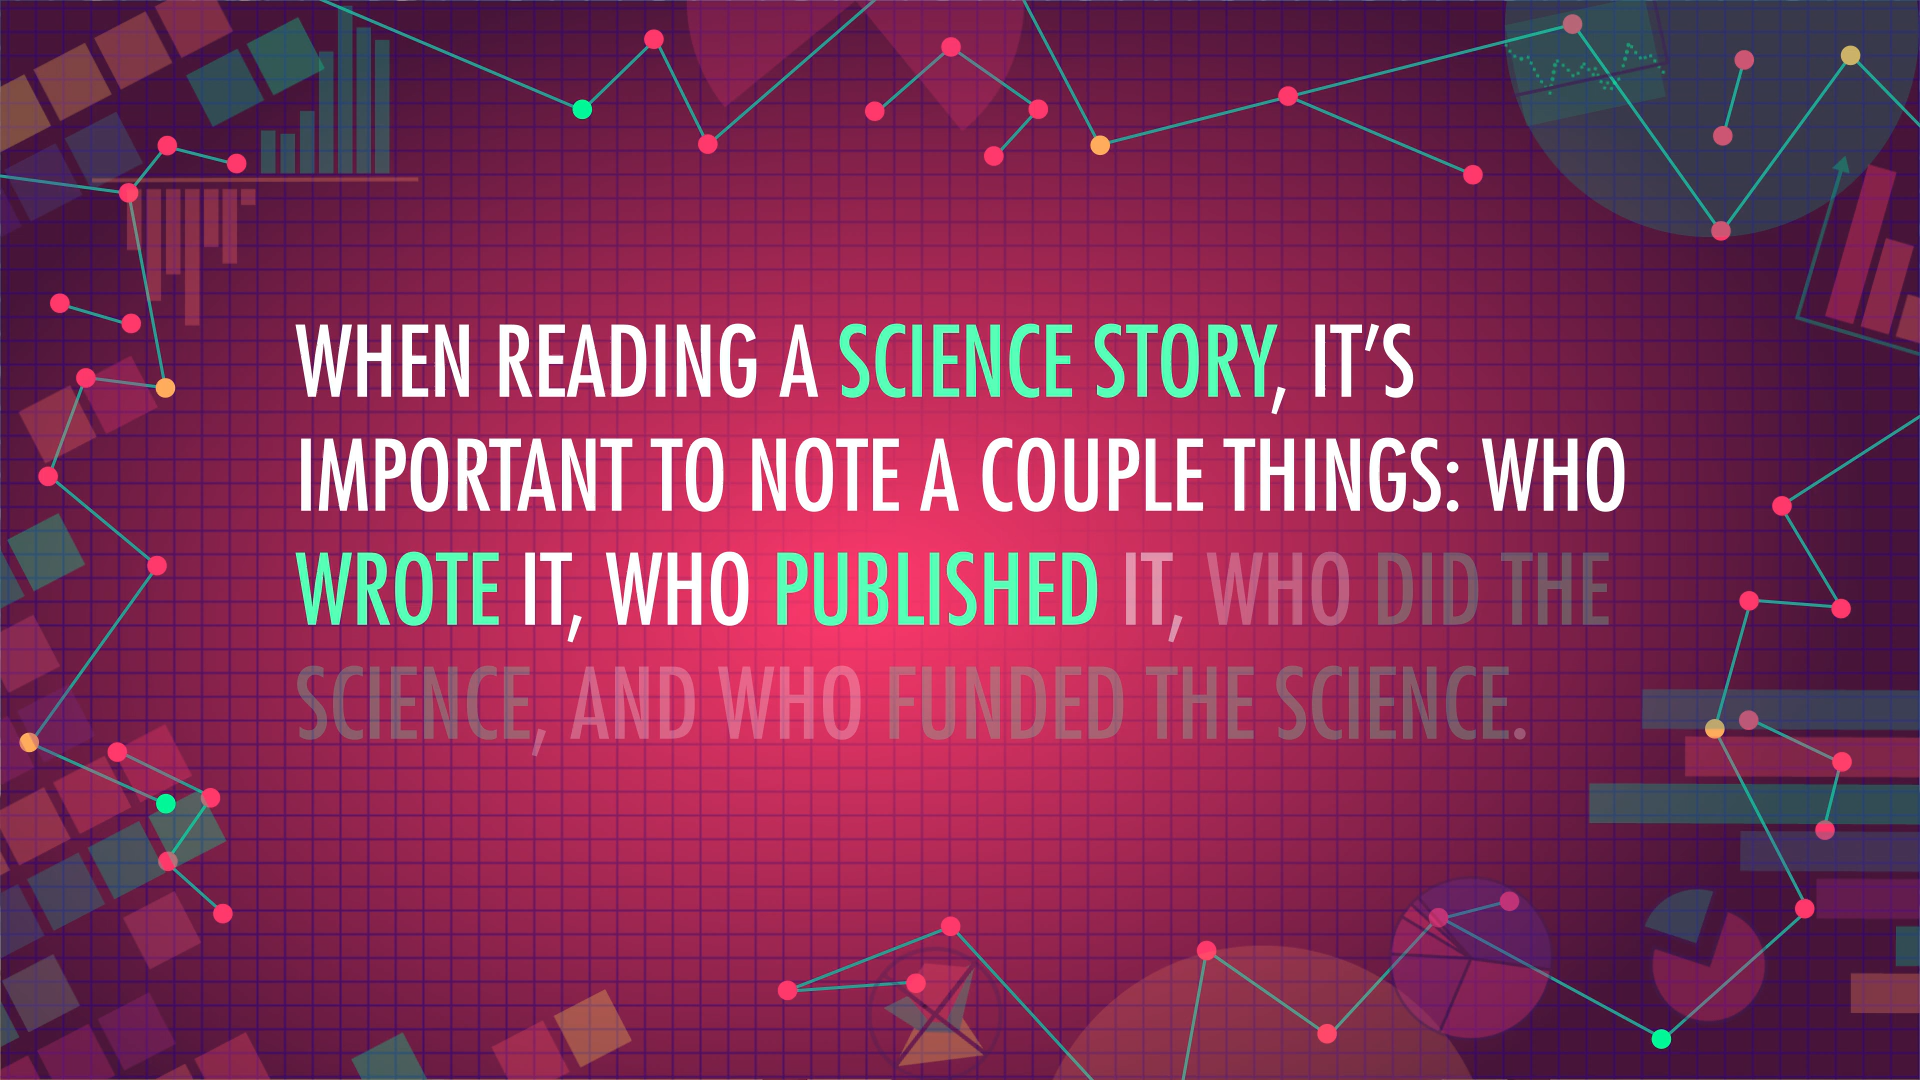 WHEN READING A SCIENCE STORY, IT’S
IMPORTANT TO NOTE A COUPLE THINGS: WHO
WROTE IT, WHO PUBLISHED IT, WHO DID THE
SCIENCE, AND WHO FUNDED THE SCIENCE.